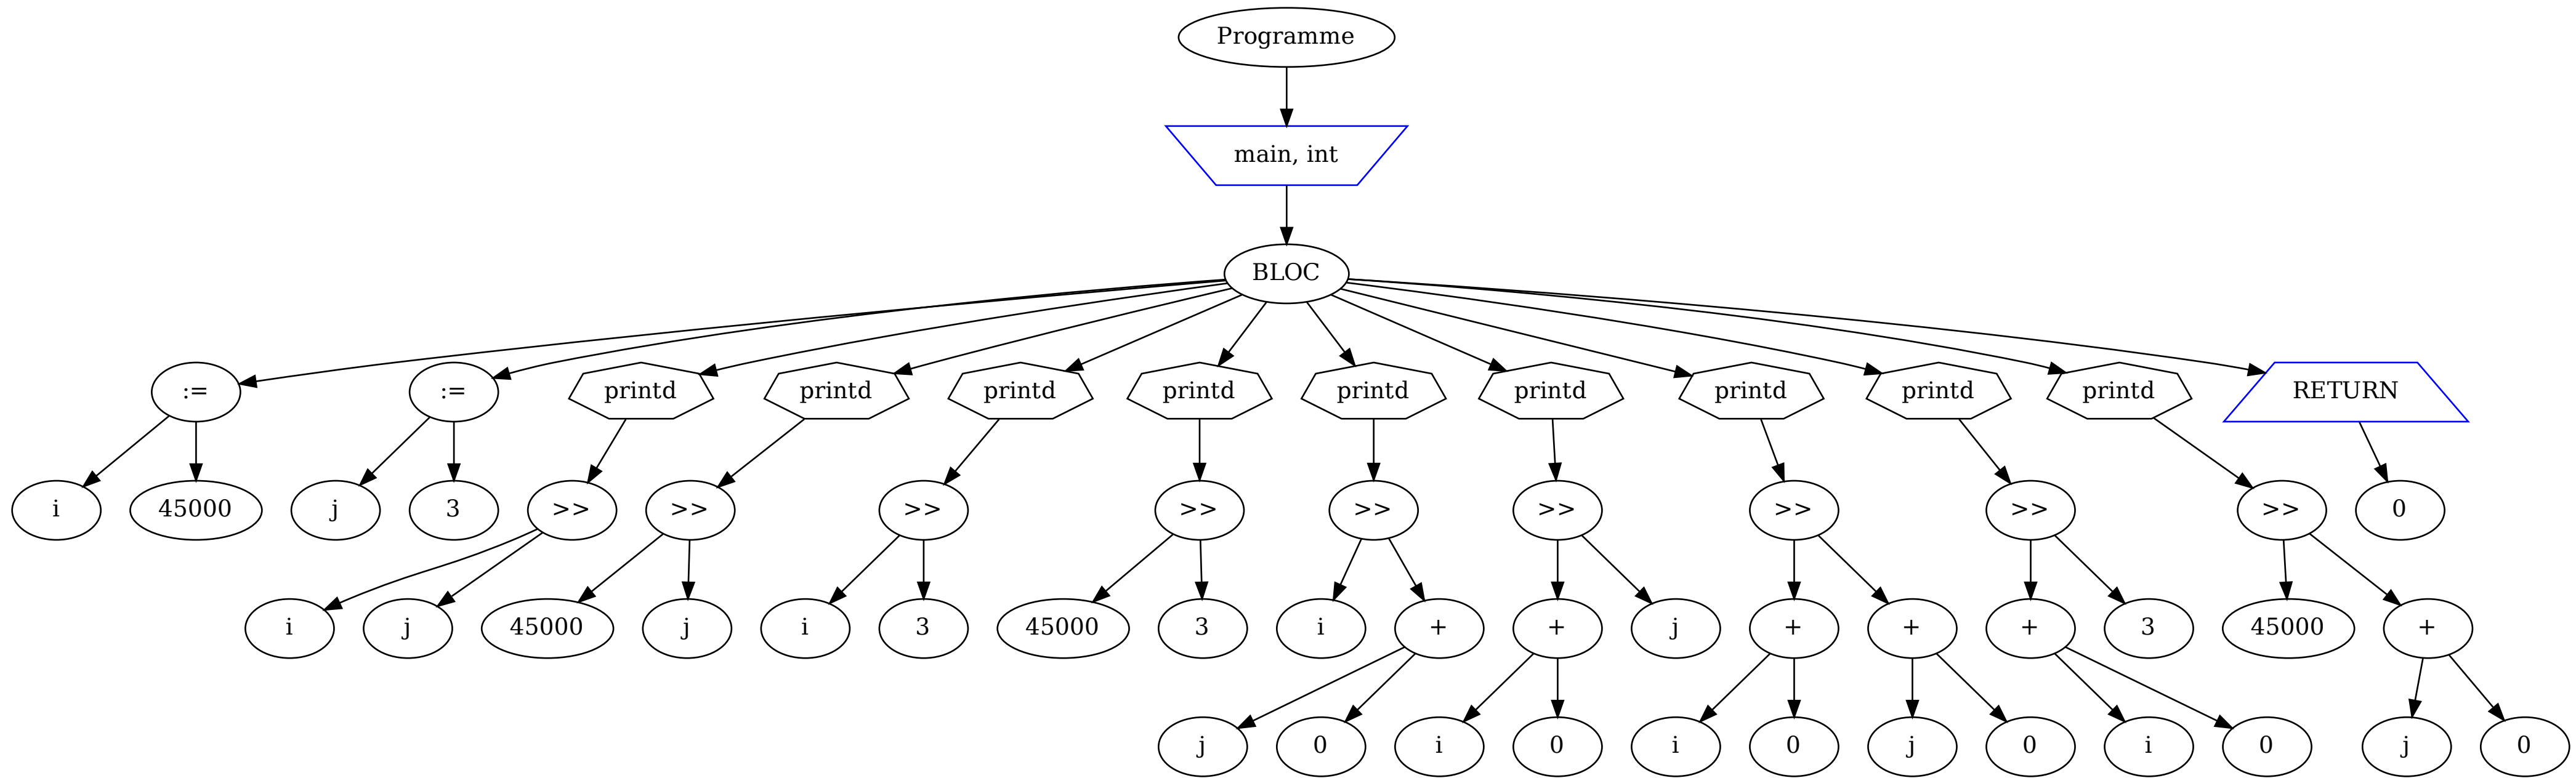 Programme
main, int
BLOC
:= := printd printd printd printd printd printd printd printd printd RETURN
i 45000 j 3 >> >> >> >> >> >> >> >> >> 0
i j 45000 j i 3 45000 3 i + + j + + + 3 45000 +
j 0 i 0 i 0 j 0 i 0 j 0